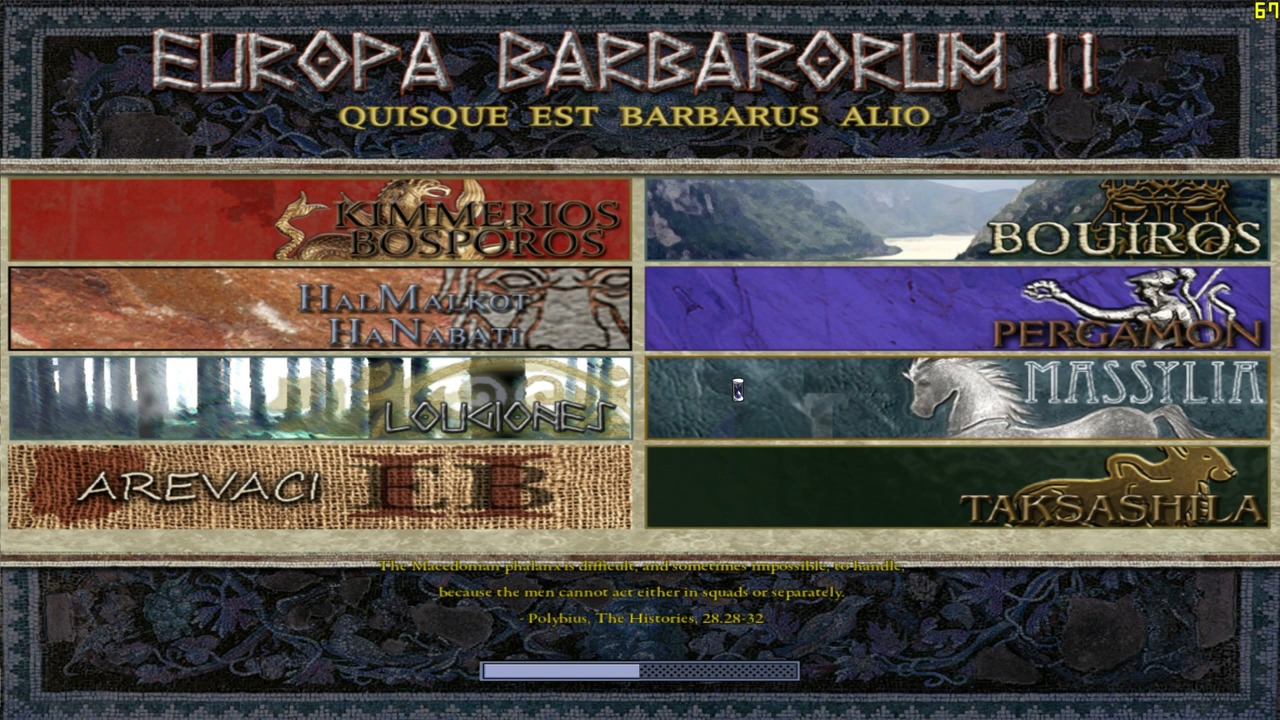 67
EUROPA BARBARORUM II
QUISQUE EST BARBARUS ALIO
KIMMERIOS
BOSPOROS
BOUIROS
HALMALKOT
HANABATI
PERGAMON
LOUGIONES
MASSYLIA
AREVACI
EB
TAKSASHILA
The Macedonian phalanx is difficult, and sometimes impossible, to handle,
because the men cannot act either in squads or separately.
- Polybius, The Histories, 28.28-32